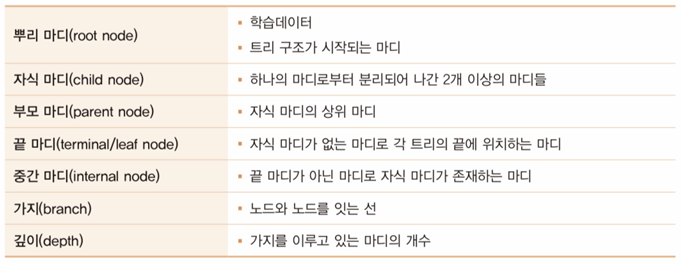 뿌리 마디(root node)
▪ 학습데이터
▪ 트리 구조가 시작되는 마디
자식 마디(child node)
▪ 하나의 마디로부터 분리되어 나간 2개 이상의 마디들
부모 마디(parent node)
▪ 자식 마디의 상위 마디
끝 마디(terminal/leaf node)
▪ 자식 마디가 없는 마디로 각 트리의 끝에 위치하는 마디
중간 마디(internal node)
▪ 끝 마디가 아닌 마디로 자식 마디가 존재하는 마디
가지(branch)
▪ 노드와 노드를 잇는 선
깊이(depth)
▪ 가지를 이루고 있는 마디의 개수